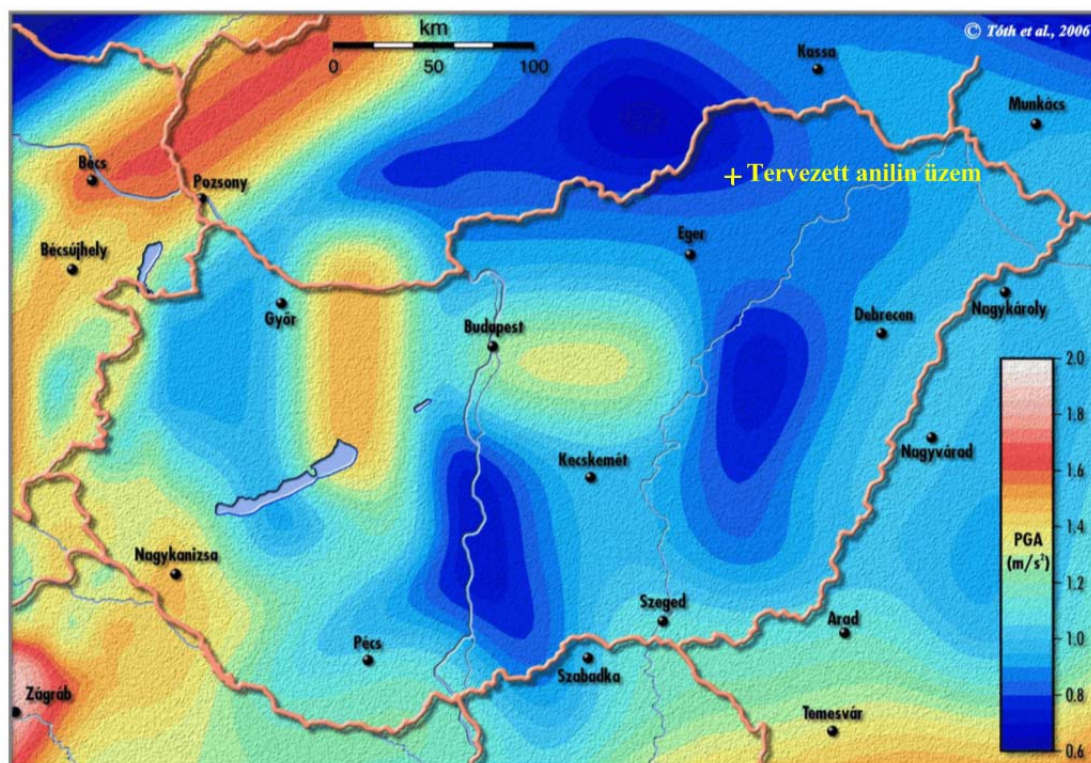 © Tóth et al., 2006
km
0 50 100
Kassa
Munkács
Bécs
Pozsony
+ Tervezett anilin üzem
Bécsújhely
Eger
Győr
Budapest
Debrecen
Nagykároly
Kecskemét
Nagyvárad
Nagykanizsa
Szeged
Arad
Pécs
Szabadka
Zágráb
Temesvár
2.0
1.8
1.6
1.4
PGA
(m/s²)
1.2
1.0
0.8
0.6